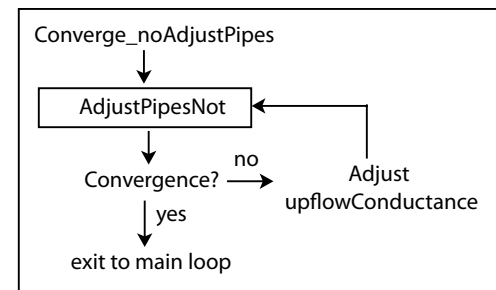 Converge_noAdjustPipes
AdjustPipesNot
Convergence?
no
Adjust
upflowConductance
yes
exit to main loop